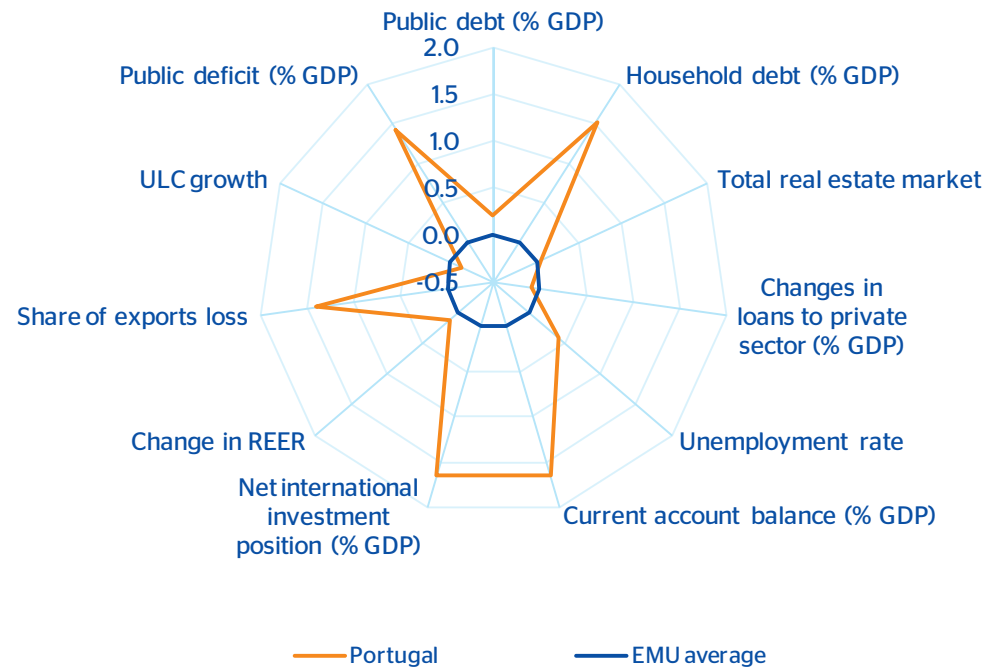 Public debt (% GDP)
2.0
Public deficit (% GDP)
Household debt (% GDP)
1.5
1.0
ULC growth
Total real estate market
0.5
0.0
-0.5
Changes in
loans to private
sector (% GDP)
Share of exports loss
Change in REER
Unemployment rate
Net international
investment
position (% GDP)
Current account balance (% GDP)
Portugal
EMU average